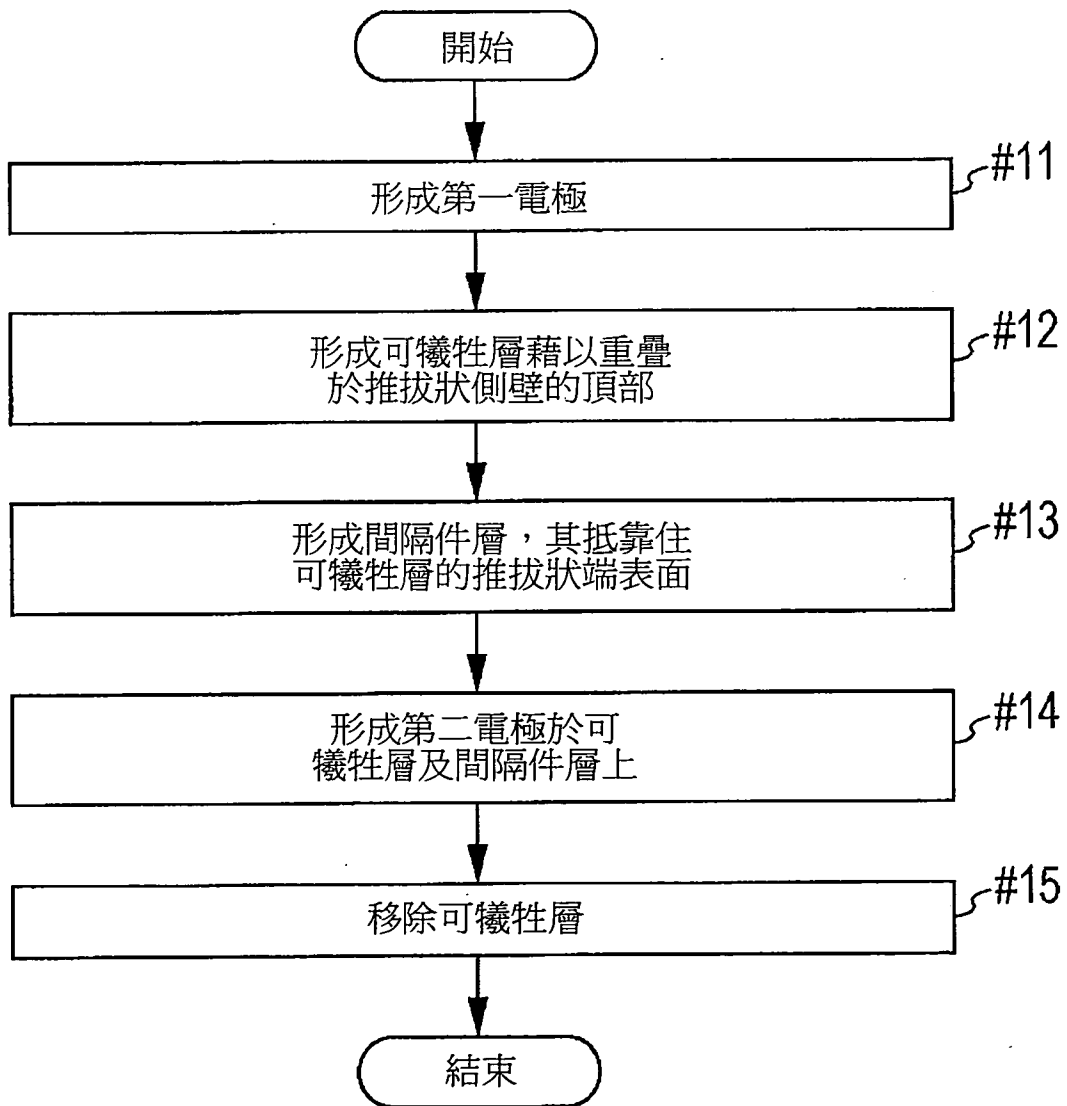 開始
#11
形成第一電極
#12
形成可犧牲層藉以重疊
於推拔狀側壁的頂部
#13
形成間隔件層，其抵靠住
可犧牲層的推拔狀端表面
#14
形成第二電極於可
犧牲層及間隔件層上
#15
移除可犧牲層
結束